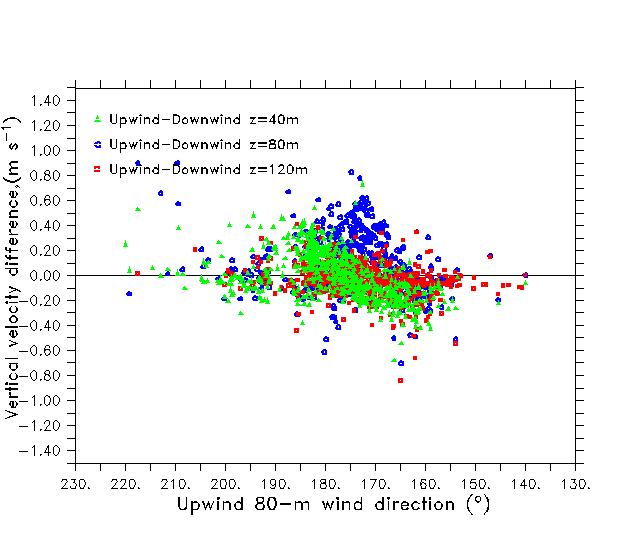 Vertical velocity difference,(m s⁻¹)
1.40
1.20
1.00
0.80
0.60
0.40
0.20
0.00
-0.20
-0.40
-0.60
-0.80
-1.00
-1.20
-1.40
Upwind-Downwind z=40m
Upwind-Downwind z=80m
Upwind-Downwind z=120m
230. 220. 210. 200. 190. 180. 170. 160. 150. 140. 130.
Upwind 80-m wind direction (°)